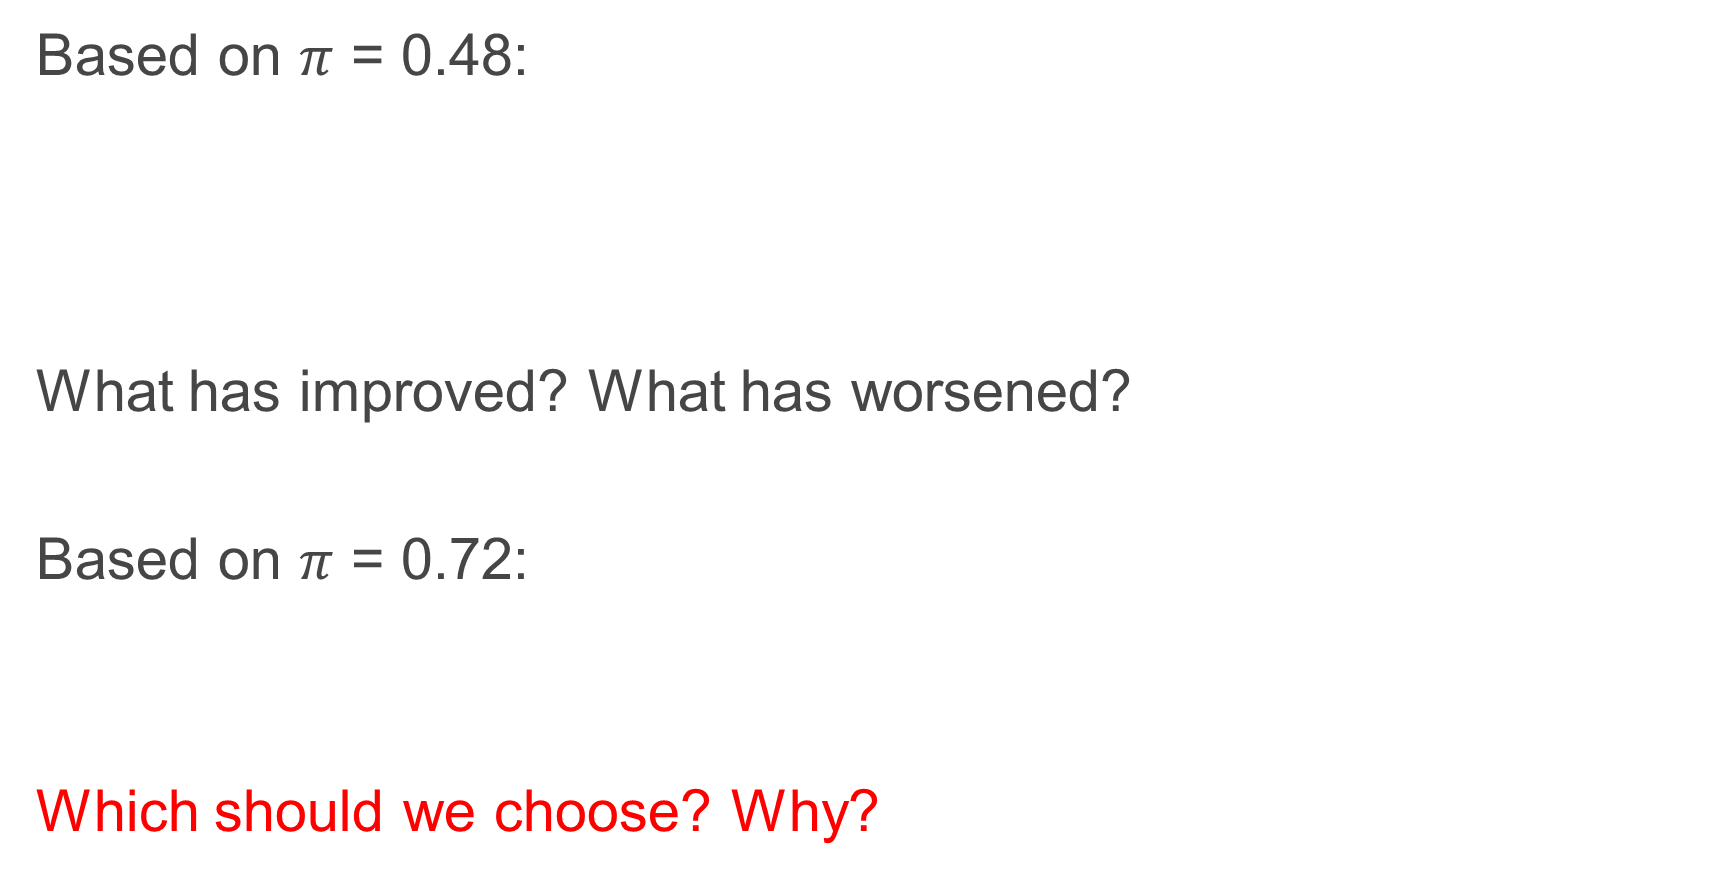 Based on 𝜋 = 0.48:
What has improved? What has worsened?
Based on 𝜋 = 0.72:
Which should we choose? Why?